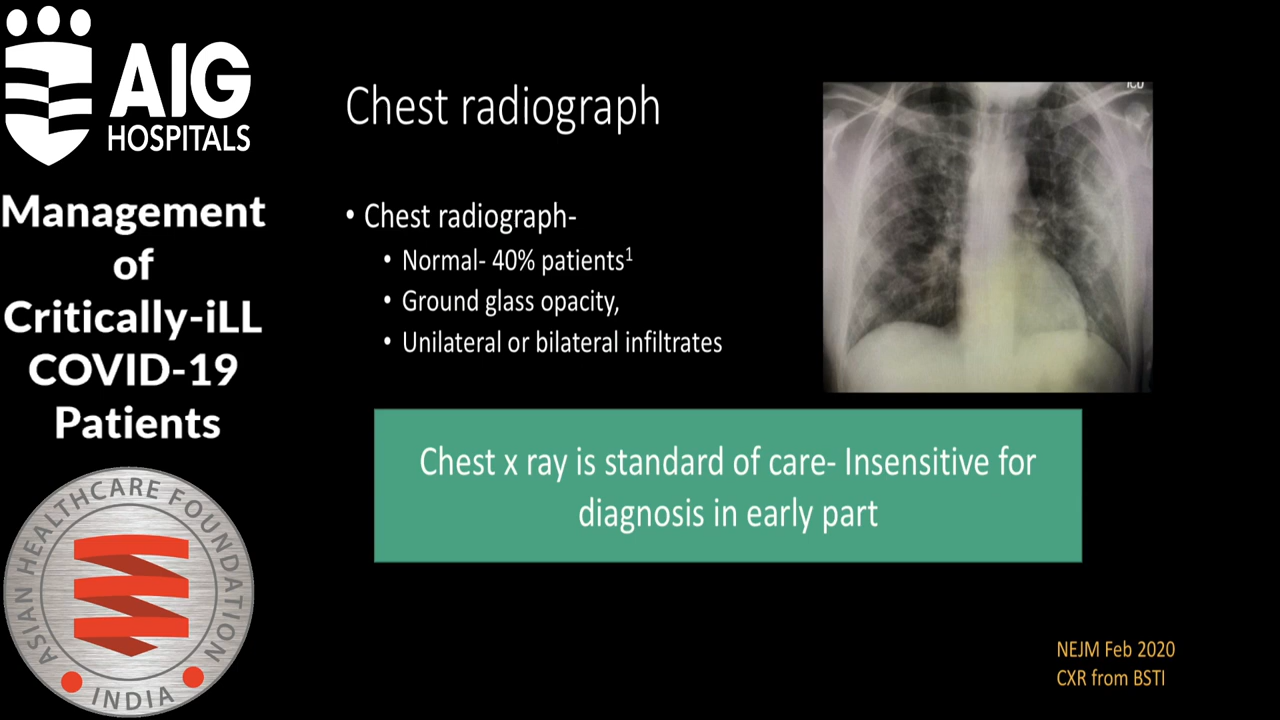 AIG
HOSPITALS
Management
of
Critically-iLL
COVID-19
Patients
ASIAN HEALTHCARE FOUNDATION
INDIA
Chest radiograph
• Chest radiograph-
• Normal- 40% patients¹
• Ground glass opacity,
• Unilateral or bilateral infiltrates
ICU
Chest x ray is standard of care- Insensitive for
diagnosis in early part
NEJM Feb 2020
CXR from BSTI